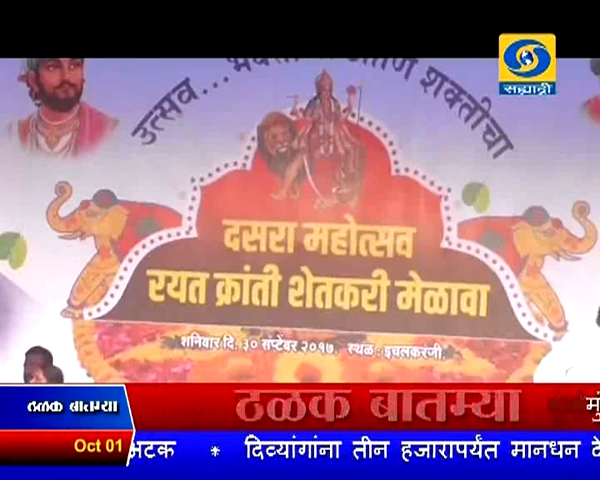 सह्याद्री
उत्सव... शक्तीचा
दसरा महोत्सव
रयत क्रांती शेतकरी मेळावा
शनिवार दि. ३० सप्टेंबर २०१७, स्थळ : इचलकरंजी.
ठळक बातम्या ठळक बातम्या
Oct 01 अटक * दिव्यांगांना तीन हजारापर्यंत मानधन